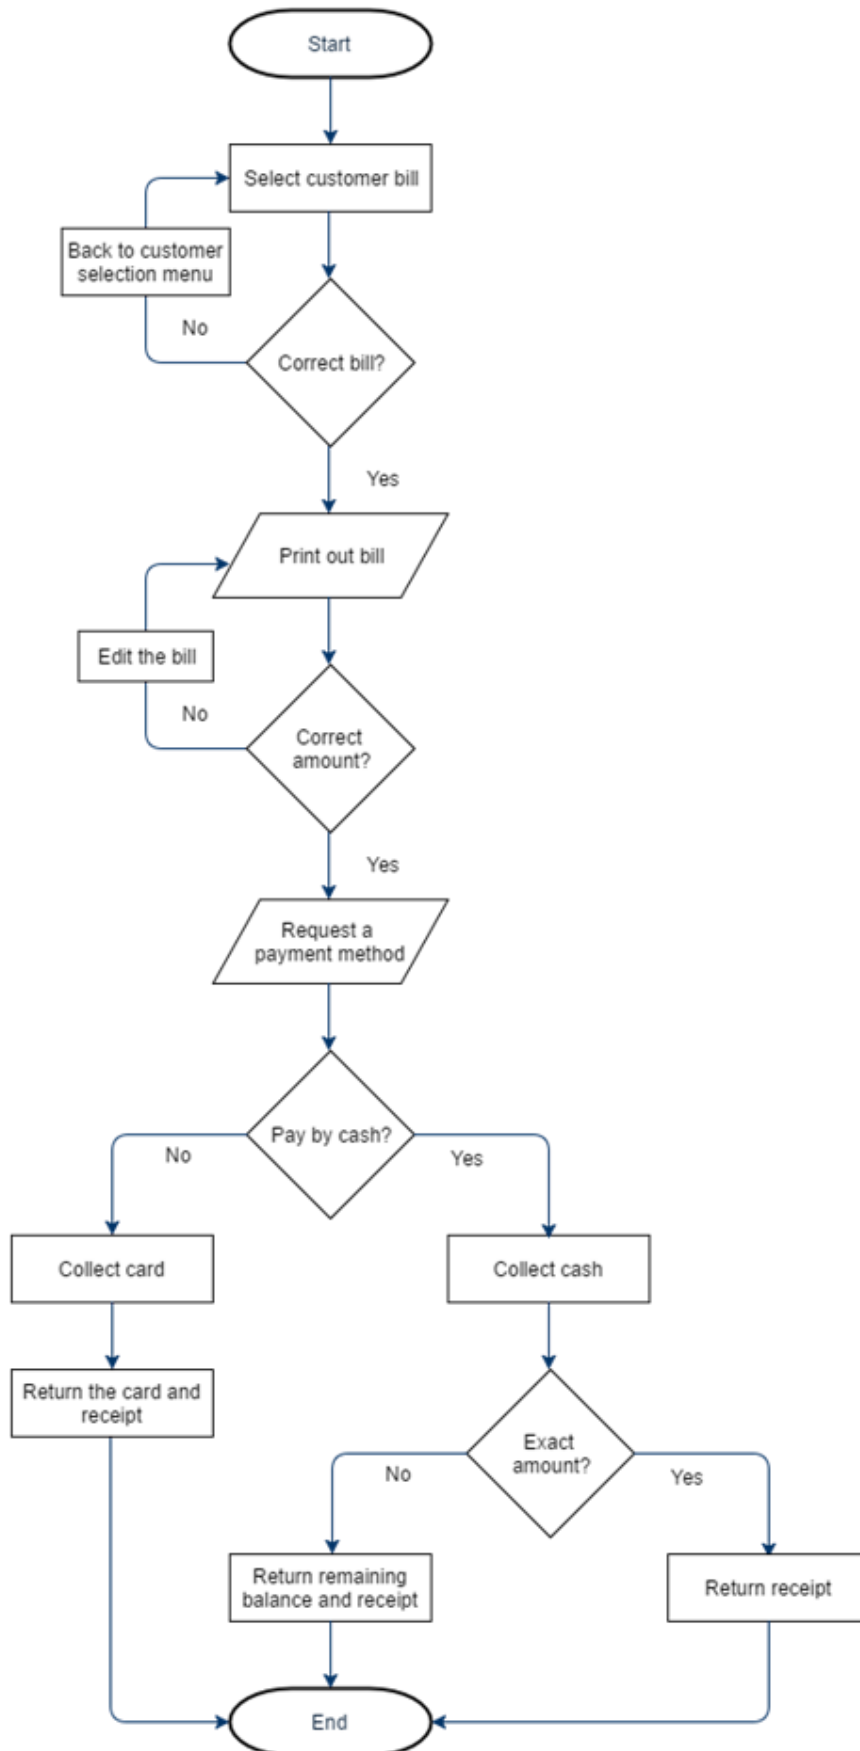 Start
Select customer bill
Back to customer
selection menu
No
Correct bill?
Yes
Print out bill
Edit the bill
No
Correct
amount?
Yes
Request a
payment method
Pay by cash?
No
Yes
Collect card
Collect cash
Return the card and
receipt
Exact
amount?
No
Yes
Return remaining
balance and receipt
Return receipt
End